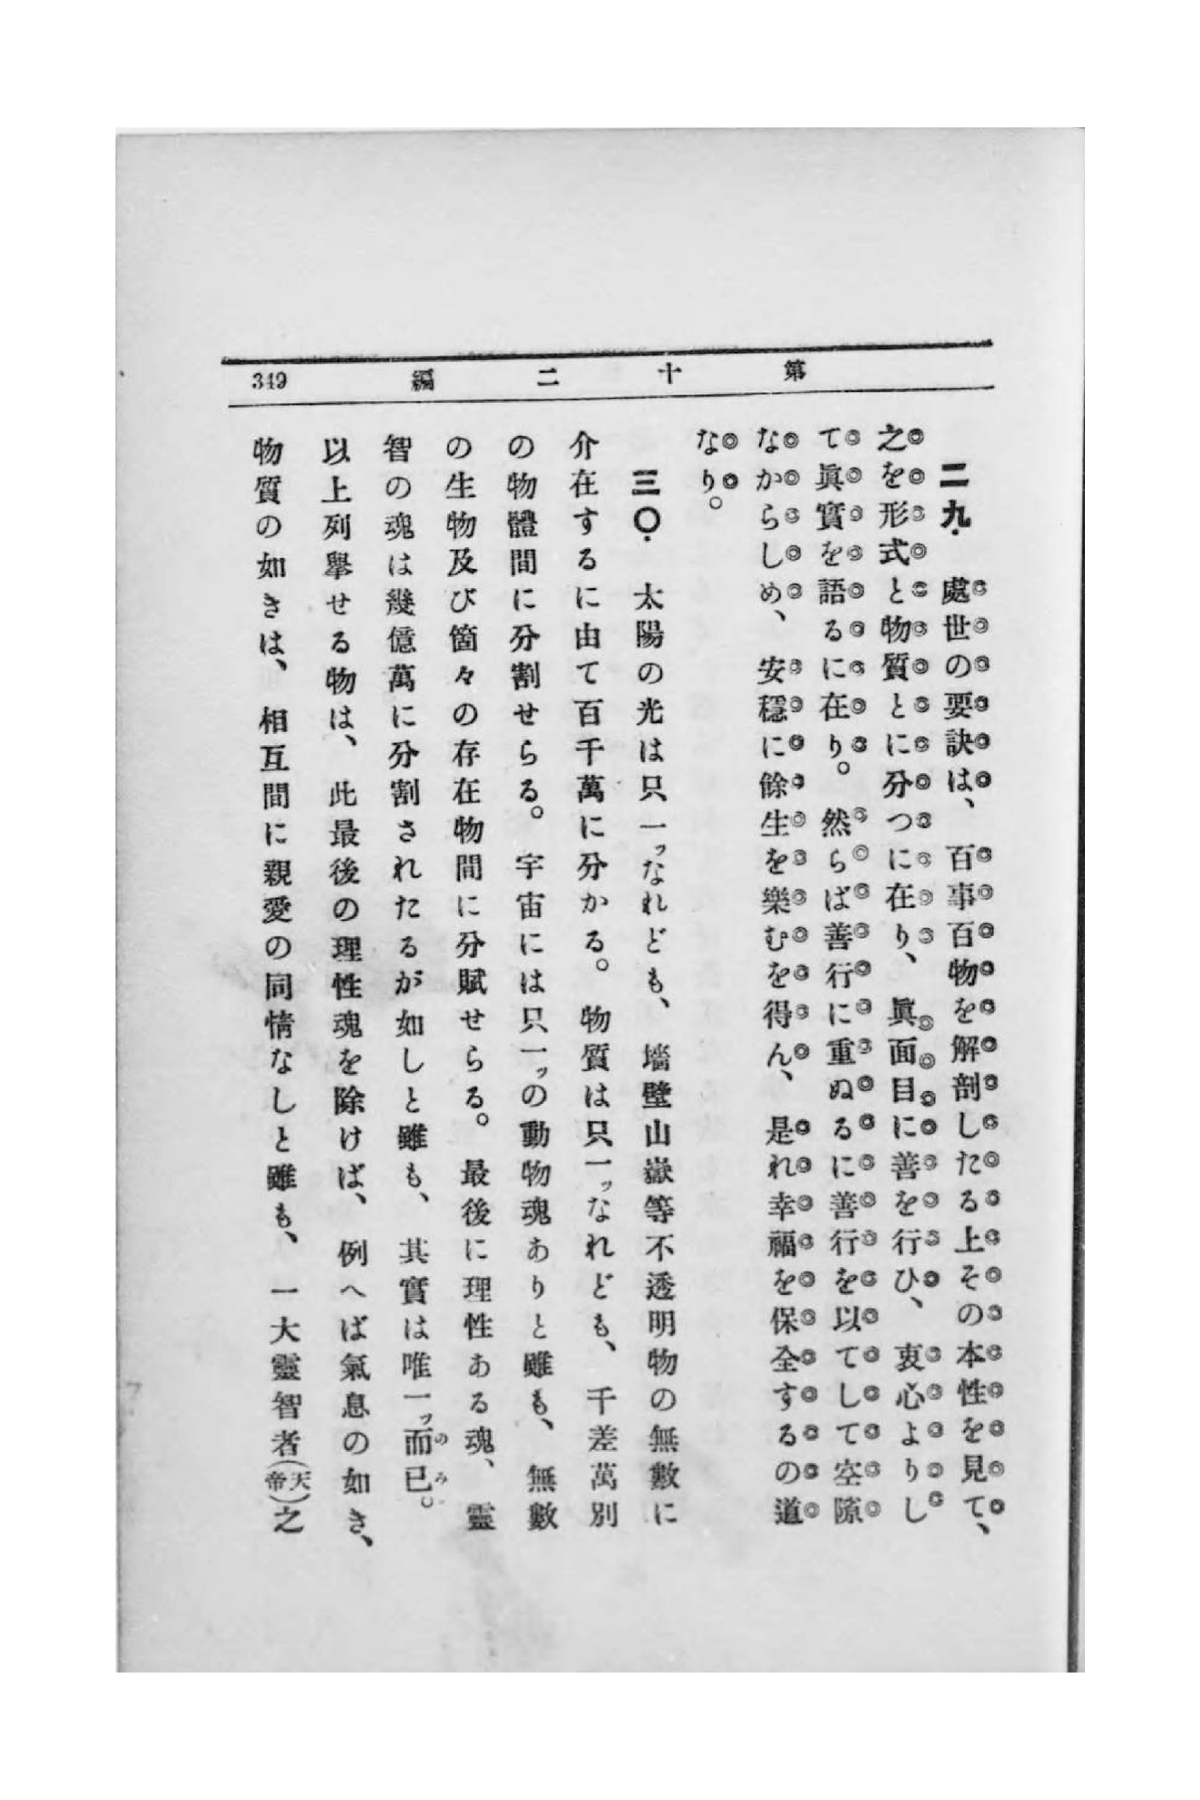 第十二編
349
二九. 處世の要訣は、百事百物を解剖したる上その本性を見て、
之を形式と物質とに分つに在り、眞面目に善を行ひ、衷心よりし
て眞實を語るに在り。然らば善行に重ぬるに善行を以てして空隙
なからしめ、安穩に餘生を樂むを得ん、是れ幸福を保全するの道
なり。
三〇. 太陽の光は只一ッなれども、墻壁山嶽等不透明物の無數に
介在するに由て百千萬に分かる。物質は只一ッなれども、千差萬別
の物體間に分割せらる。宇宙には只一ッの動物魂ありと雖も、無數
の生物及び箇々の存在物間に分賦せらる。最後に理性ある魂、靈
智の魂は幾億萬に分割されたるが如しと雖も、其實は唯一ッ而已。
のみ
以上列擧せる物は、此最後の理性魂を除けば、例へば氣息の如き、
物質の如きは、相互間に親愛の同情なしと雖も、一大靈智者(天帝)之